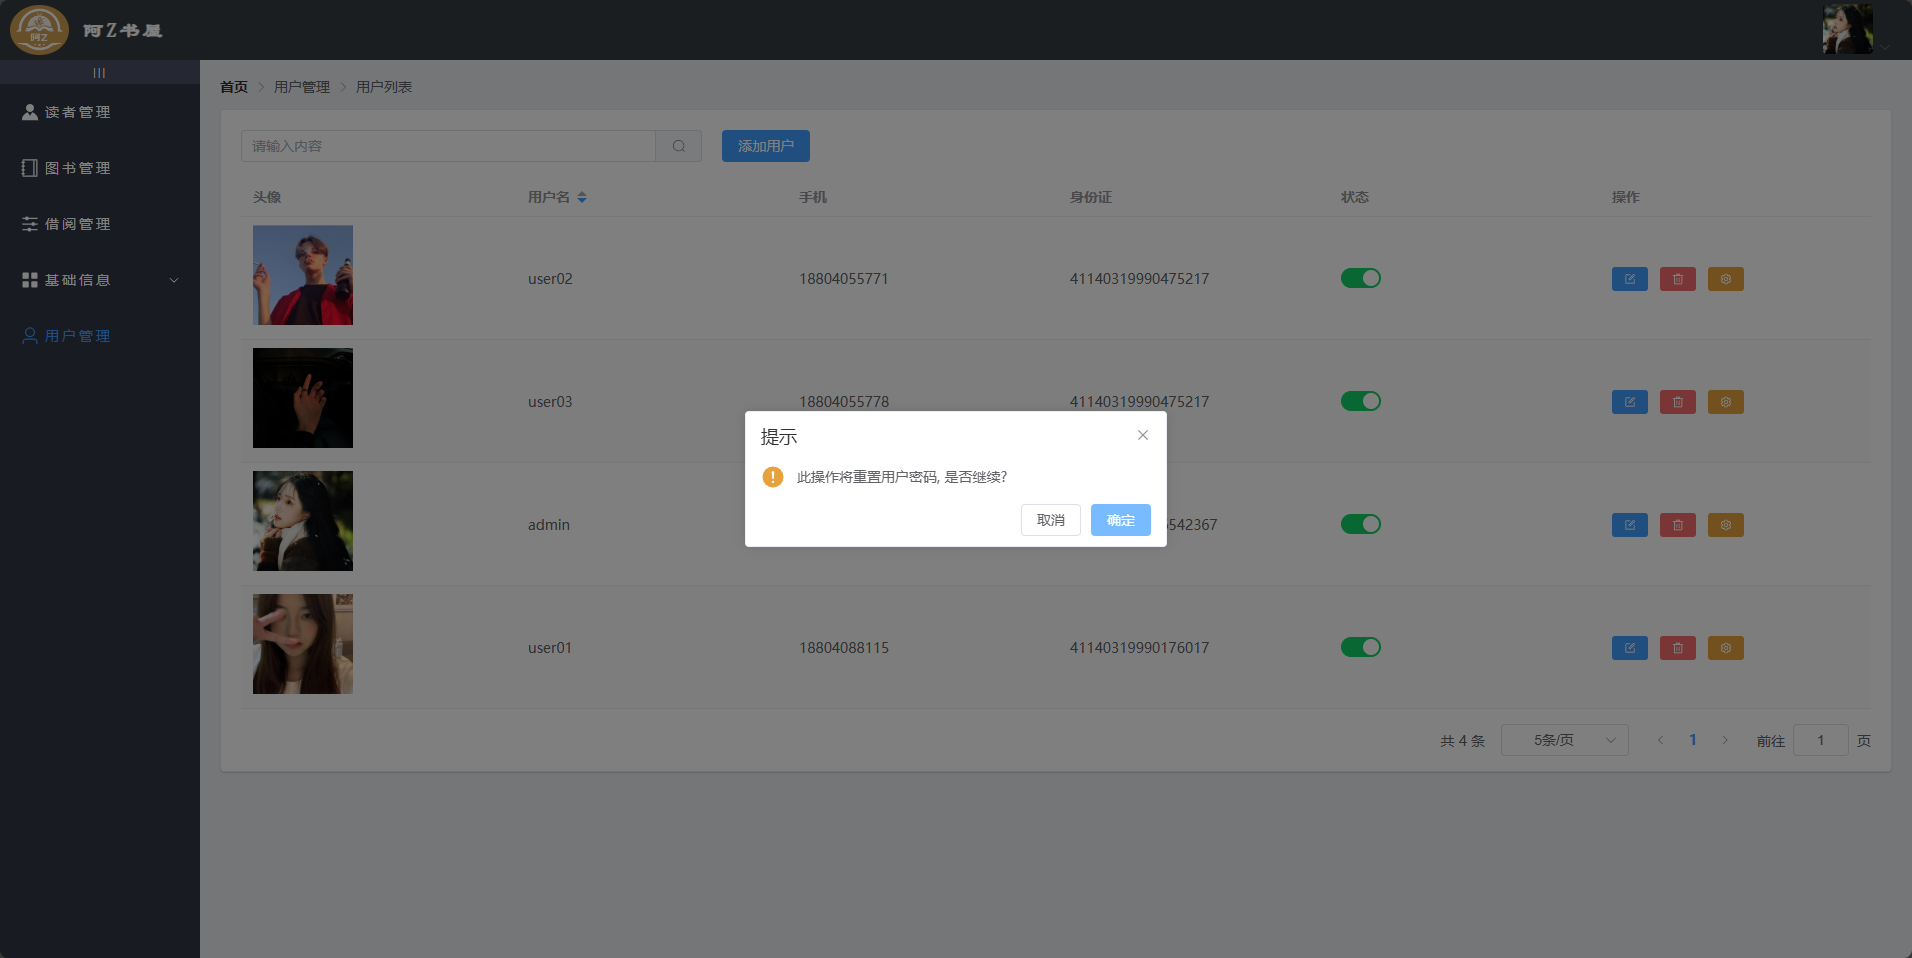 阿Z
阿Z书屋
|||
读者管理
图书管理
借阅管理
基础信息
用户管理
首页 > 用户管理 > 用户列表
请输入内容
添加用户
头像 用户名 手机 身份证 状态 操作
user02 18804055771 41140319990475217
user03 18804055778 41140319990475217
提示
此操作将重置用户密码, 是否继续?
取消 确定
admin 542367
user01 18804088115 41140319990176017
共 4 条 5条/页 1 前往 1 页